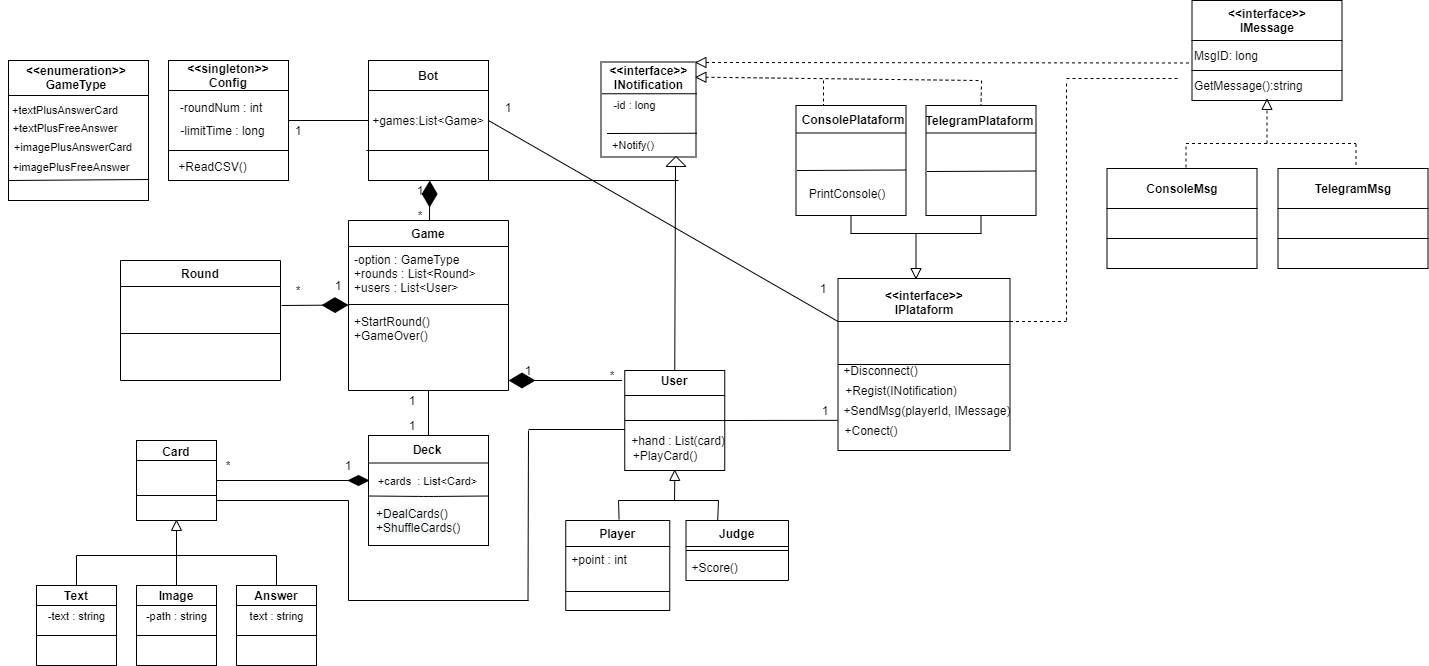 <<interface>>
IMessage
MsgID: long
GetMessage():string
<<enumeration>>
GameType
+textPlusAnswerCard
+textPlusFreeAnswer
+imagePlusAnswerCard
+imagePlusFreeAnswer
<<singleton>>
Config
-roundNum : int
-limitTime : long
+ReadCSV()
1
Bot
+games:List<Game>
1
1
*
<<interface>>
INotification
-id : long
+Notify()
ConsolePlataform
PrintConsole()
TelegramPlataform
ConsoleMsg
TelegramMsg
Game
-option : GameType
+rounds : List<Round>
+users : List<User>
+StartRound()
+GameOver()
Round
*
1
1
*
1
1
<<interface>>
IPlataform
+Disconnect()
+Regist(INotification)
+SendMsg(playerId, IMessage)
+Conect()
1
1
User
+hand : List(card)
+PlayCard()
Card
*
1
Deck
+cards : List<Card>
+DealCards()
+ShuffleCards()
Player
+point : int
Judge
+Score()
Text
-text : string
Image
-path : string
Answer
text : string